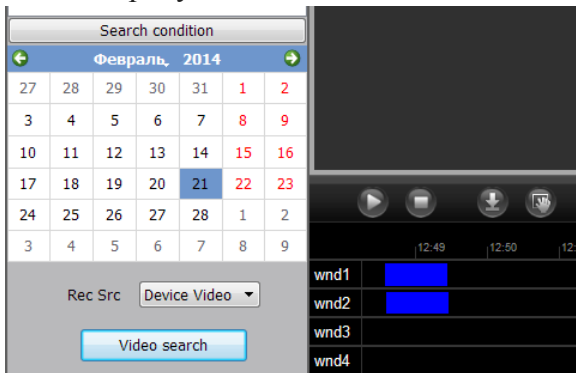 Search condition
Февраль, 2014
27 28 29 30 31 1 2
3 4 5 6 7 8 9
10 11 12 13 14 15 16
17 18 19 20 21 22 23
24 25 26 27 28 1 2
3 4 5 6 7 8 9
Rec Src Device Video
Video search
12:49 12:50 12:
wnd1
wnd2
wnd3
wnd4